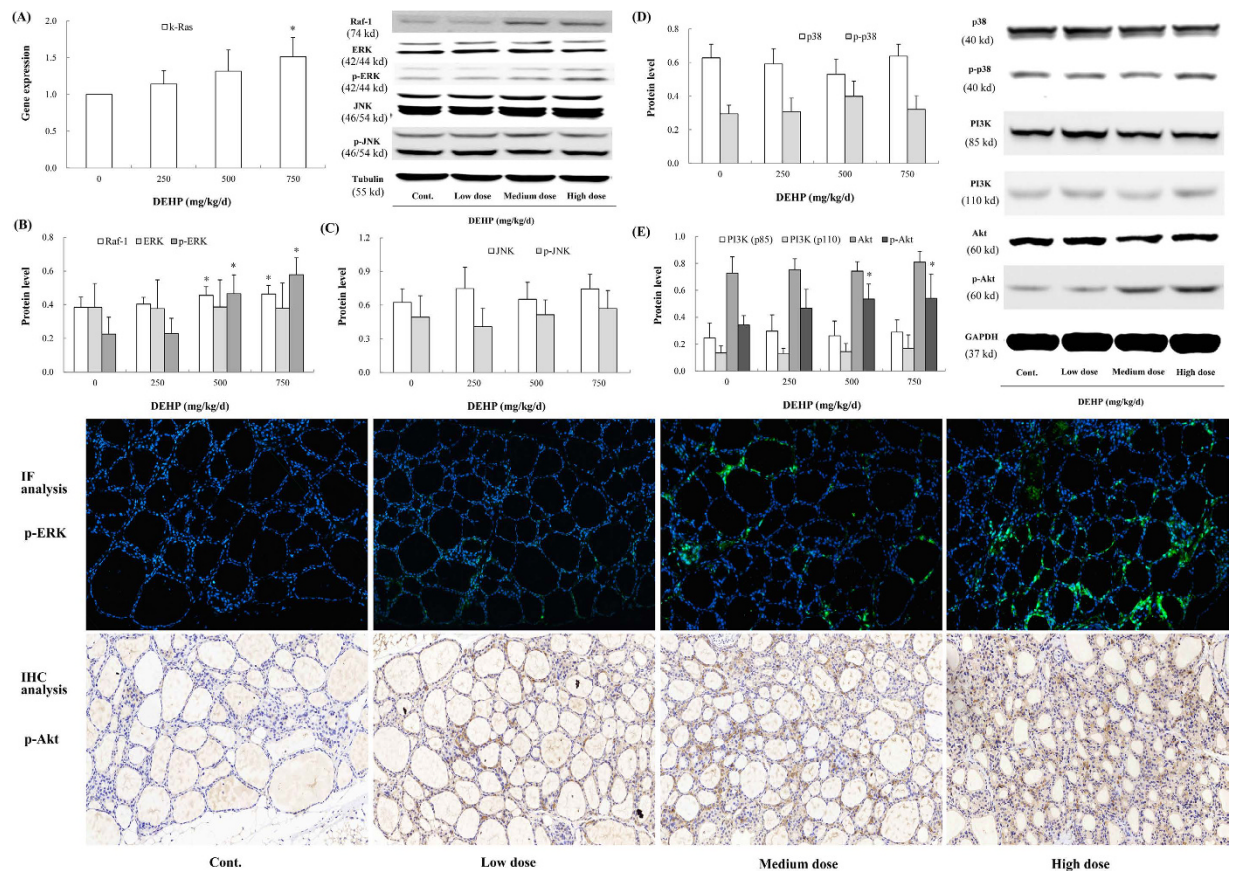 (A)
k-Ras
*
Gene expression
2.0
1.6
1.2
0.8
0.4
0.0
0 250 500 750
DEHP (mg/kg/d)
Raf-1
(74 kd)
ERK
(42/44 kd)
p-ERK
(42/44 kd)
JNK
(46/54 kd)
p-JNK
(46/54 kd)
Tubulin
(55 kd)
Cont. Low dose Medium dose High dose
DEHP (mg/kg/d)
(D)
p38 p-p38
Protein level
0.8
0.6
0.4
0.2
0.0
0 250 500 750
DEHP (mg/kg/d)
p38
(40 kd)
p-p38
(40 kd)
PI3K
(85 kd)
PI3K
(110 kd)
Akt
(60 kd)
p-Akt
(60 kd)
GAPDH
(37 kd)
Cont. Low dose Medium dose High dose
DEHP (mg/kg/d)
(B)
Raf-1 ERK p-ERK
* * * *
Protein level
0.8
0.6
0.4
0.2
0.0
0 250 500 750
DEHP (mg/kg/d)
(C)
JNK p-JNK
Protein level
1.2
0.9
0.6
0.3
0.0
0 250 500 750
DEHP (mg/kg/d)
(E)
PI3K (p85) PI3K (p110) Akt p-Akt
* *
Protein level
1.0
0.8
0.6
0.4
0.2
0.0
0 250 500 750
DEHP (mg/kg/d)
IF
analysis
p-ERK
IHC
analysis
p-Akt
Cont. Low dose Medium dose High dose